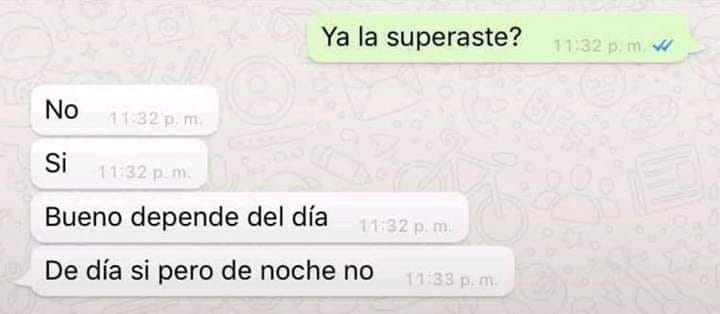 Ya la superaste? 11:32 p. m.
No 11:32 p. m.
Si 11:32 p. m.
Bueno depende del día 11:32 p. m.
De día si pero de noche no 11:33 p. m.